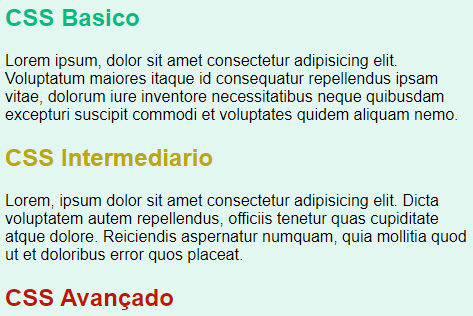 CSS Basico
Lorem ipsum, dolor sit amet consectetur adipisicing elit.
Voluptatum maiores itaque id consequatur repellendus ipsam
vitae, dolorum iure inventore necessitatibus neque quibusdam
excepturi suscipit commodi et voluptates quidem aliquam nemo.
CSS Intermediario
Lorem, ipsum dolor sit amet consectetur adipisicing elit. Dicta
voluptatem autem repellendus, officiis tenetur quas cupiditate
atque dolore. Reiciendis aspernatur numquam, quia mollitia quod
ut et doloribus error quos placeat.
CSS Avançado